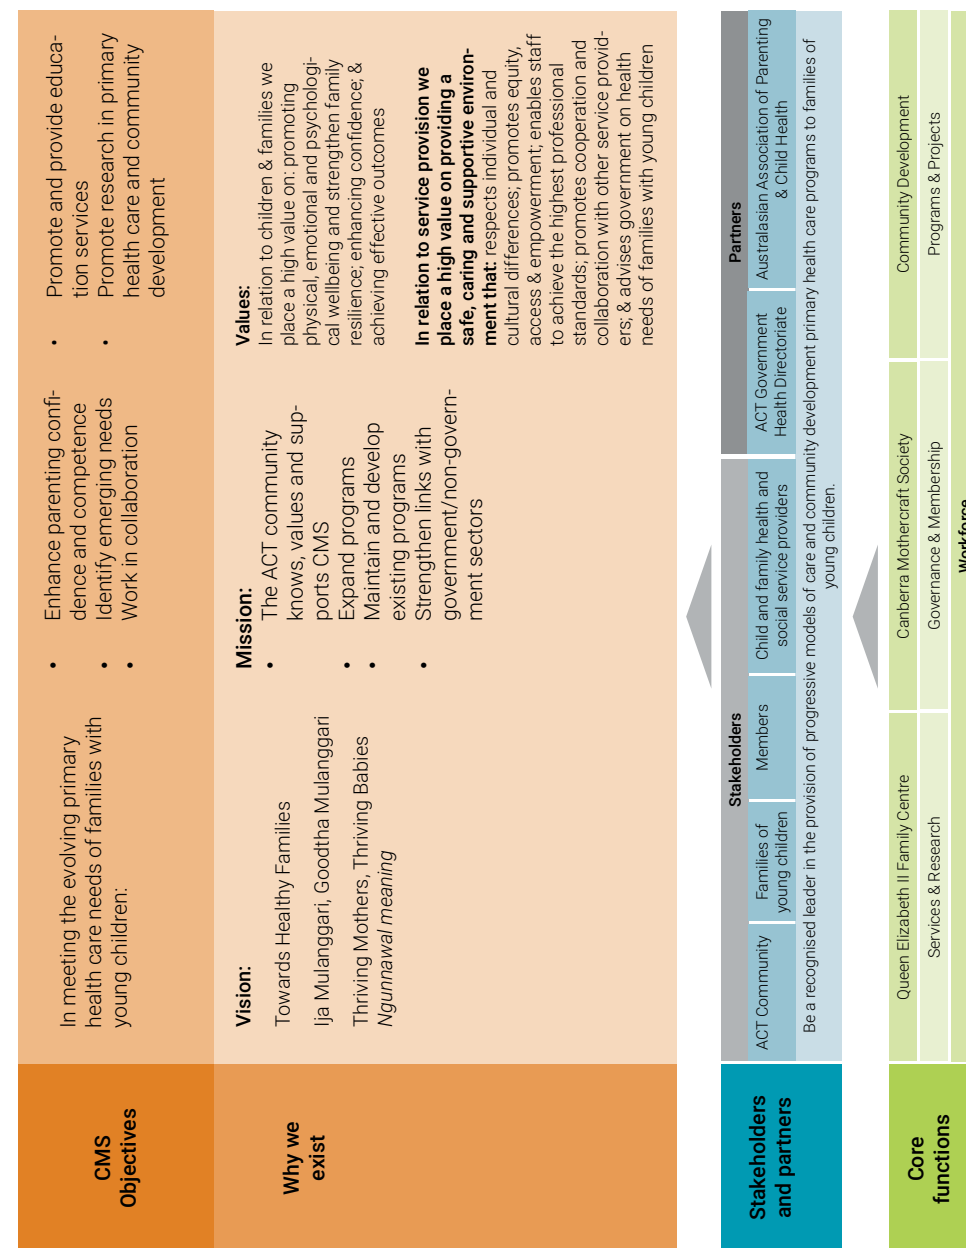 CMS
Objectives
In meeting the evolving primary
health care needs of families with
young children:
• Enhance parenting confi-
dence and competence
• Identify emerging needs
• Work in collaboration
• Promote and provide educa-
tion services
• Promote research in primary
health care and community
development
Why we
exist
Vision:
Towards Healthy Families
Ija Mulanggari, Goodtha Mulanggari
Thriving Mothers, Thriving Babies
Ngunnawal meaning
Mission:
• The ACT community
knows, values and sup-
ports CMS
• Expand programs
• Maintain and develop
existing programs
• Strengthen links with
government/non-govern-
ment sectors
Values:
In relation to children & families we
place a high value on: promoting
physical, emotional and psychologi-
cal wellbeing and strengthen family
resilience; enhancing confidence; &
achieving effective outcomes
In relation to service provision we
place a high value on providing a
safe, caring and supportive environ-
ment that: respects individual and
cultural differences; promotes equity,
access & empowerment; enables staff
to achieve the highest professional
standards; promotes cooperation and
collaboration with other service provid-
ers; & advises government on health
needs of families with young children
Stakeholders
and partners
Stakeholders
Partners
ACT Community
Families of
young children
Members
Child and family health and
social service providers
ACT Government
Health Directoriate
Australasian Association of Parenting
& Child Health
Be a recognised leader in the provision of progressive models of care and community development primary health care programs to families of
young children.
Core
functions
Queen Elizabeth II Family Centre
Canberra Mothercraft Society
Community Development
Services & Research
Governance & Membership
Programs & Projects
Workforce